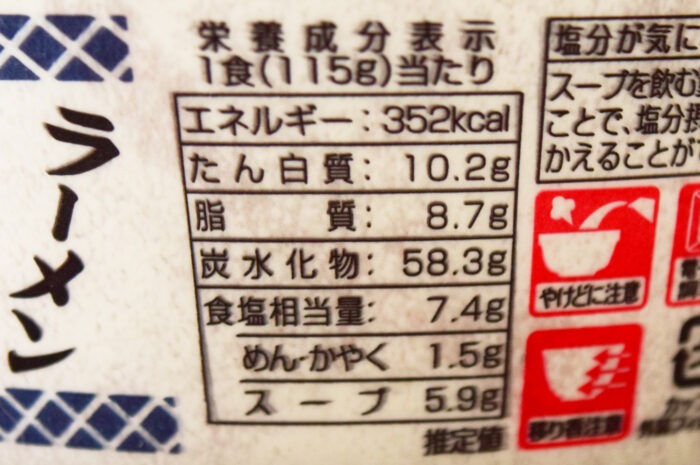 ラーメン
栄養成分表示
1食(115g)当たり
エネルギー:352kcal
たん白質:10.2g
脂質:8.7g
炭水化物:58.3g
食塩相当量:7.4g
めん・かやく 1.5g
スープ 5.9g
推定値
塩分が気に
スープを飲む
ことで、塩分摂
かえることが
やけどに注意
移り香注意